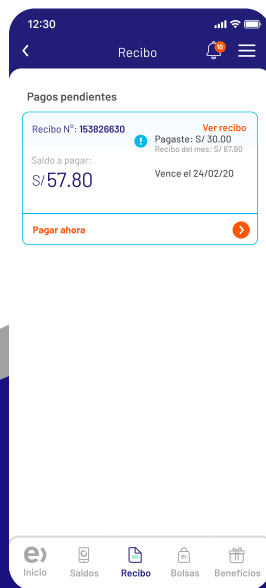 12:30
Recibo
10
Pagos pendientes
Recibo N°: 153826630
Ver recibo
Pagaste: S/ 30.00
Recibo del mes: S/ 87.80
Saldo a pagar:
S/ 57.80
Vence el 24/02/20
Pagar ahora
e)
Inicio
Saldos
Recibo
Bolsas
Beneficios